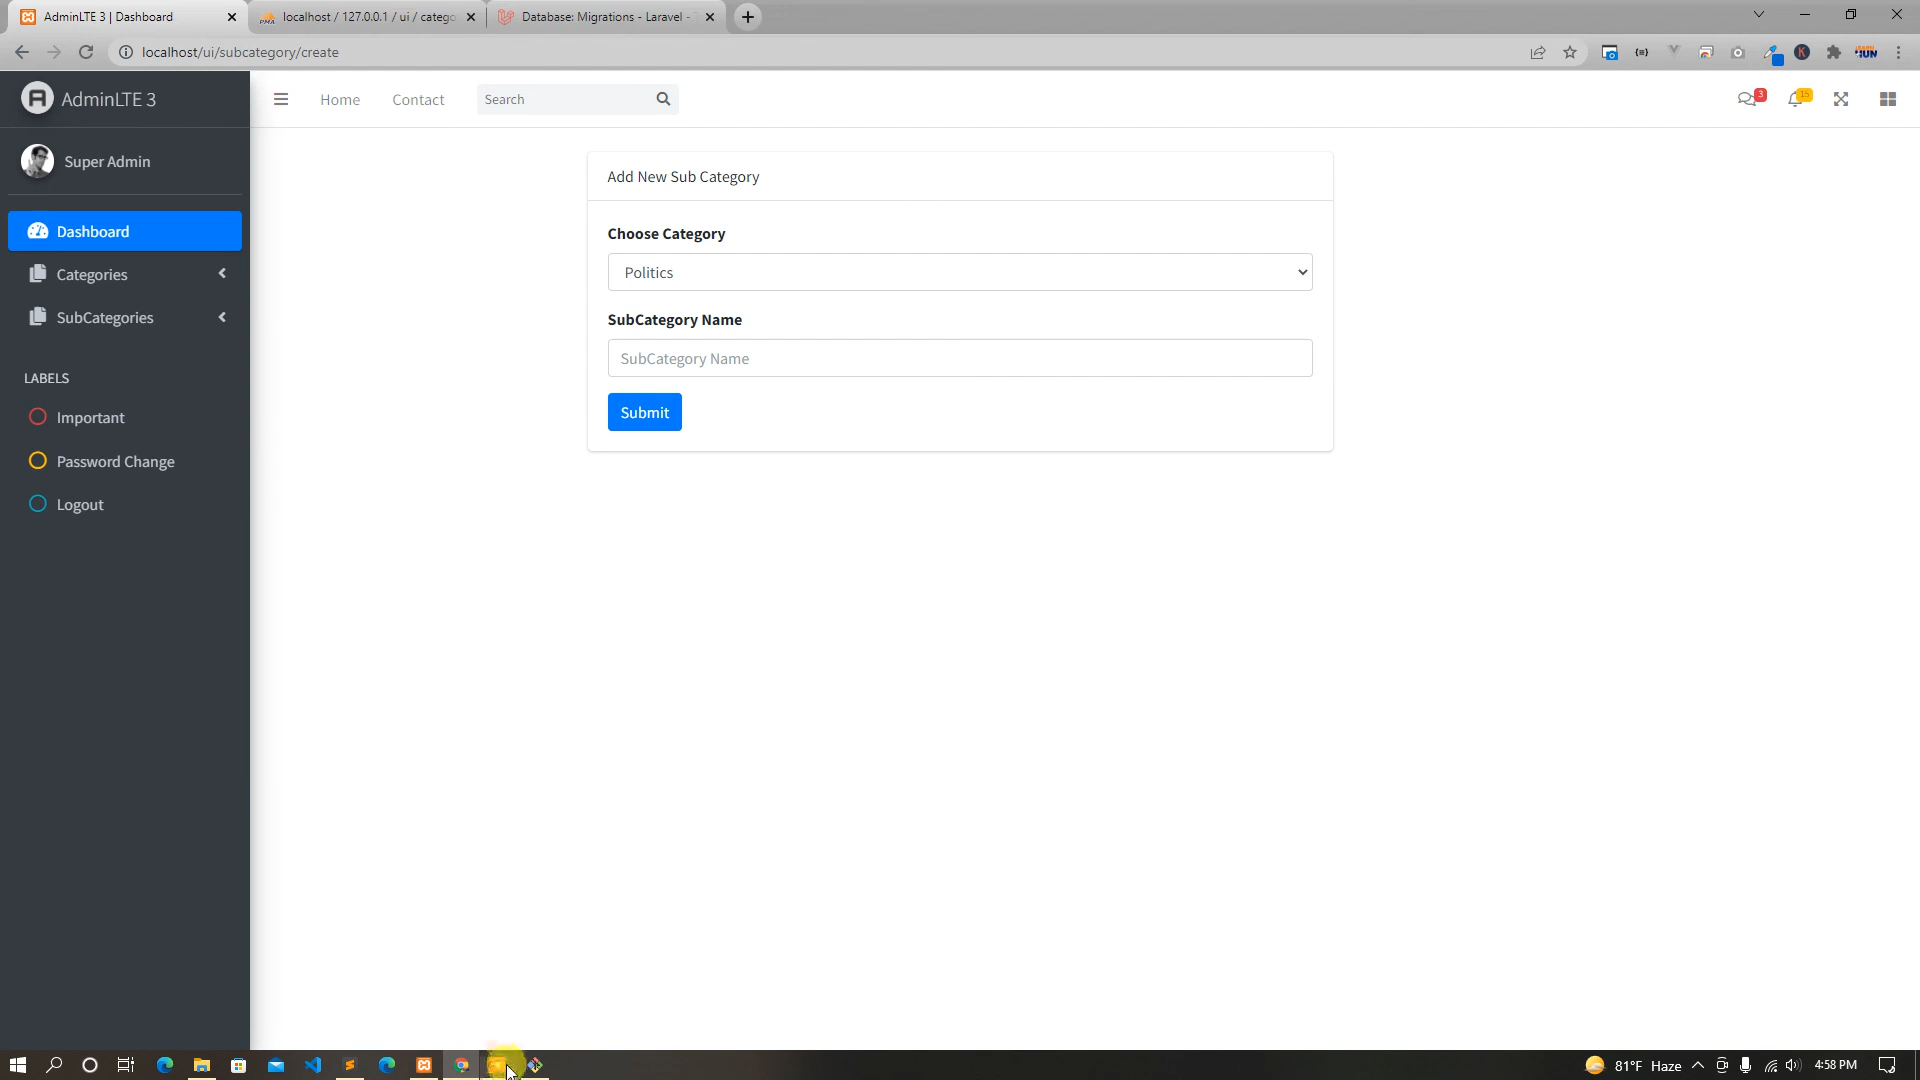 AdminLTE 3 | Dashboard
localhost / 127.0.0.1 / ui / catego
Database: Migrations - Laravel -
localhost/ui/subcategory/create
AdminLTE 3
Home
Contact
Search
3
15
Super Admin
Dashboard
Categories
SubCategories
LABELS
Important
Password Change
Logout
Add New Sub Category
Choose Category
Politics
SubCategory Name
SubCategory Name
Submit
81°F Haze
4:58 PM